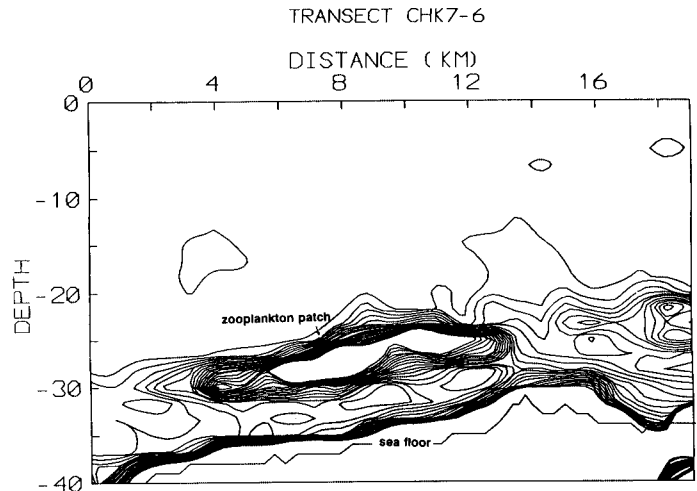 TRANSECT CHK7-6
DISTANCE (KM)
0 4 8 12 16
0
-10
-20
-30
-40
DEPTH
zooplankton patch
sea floor